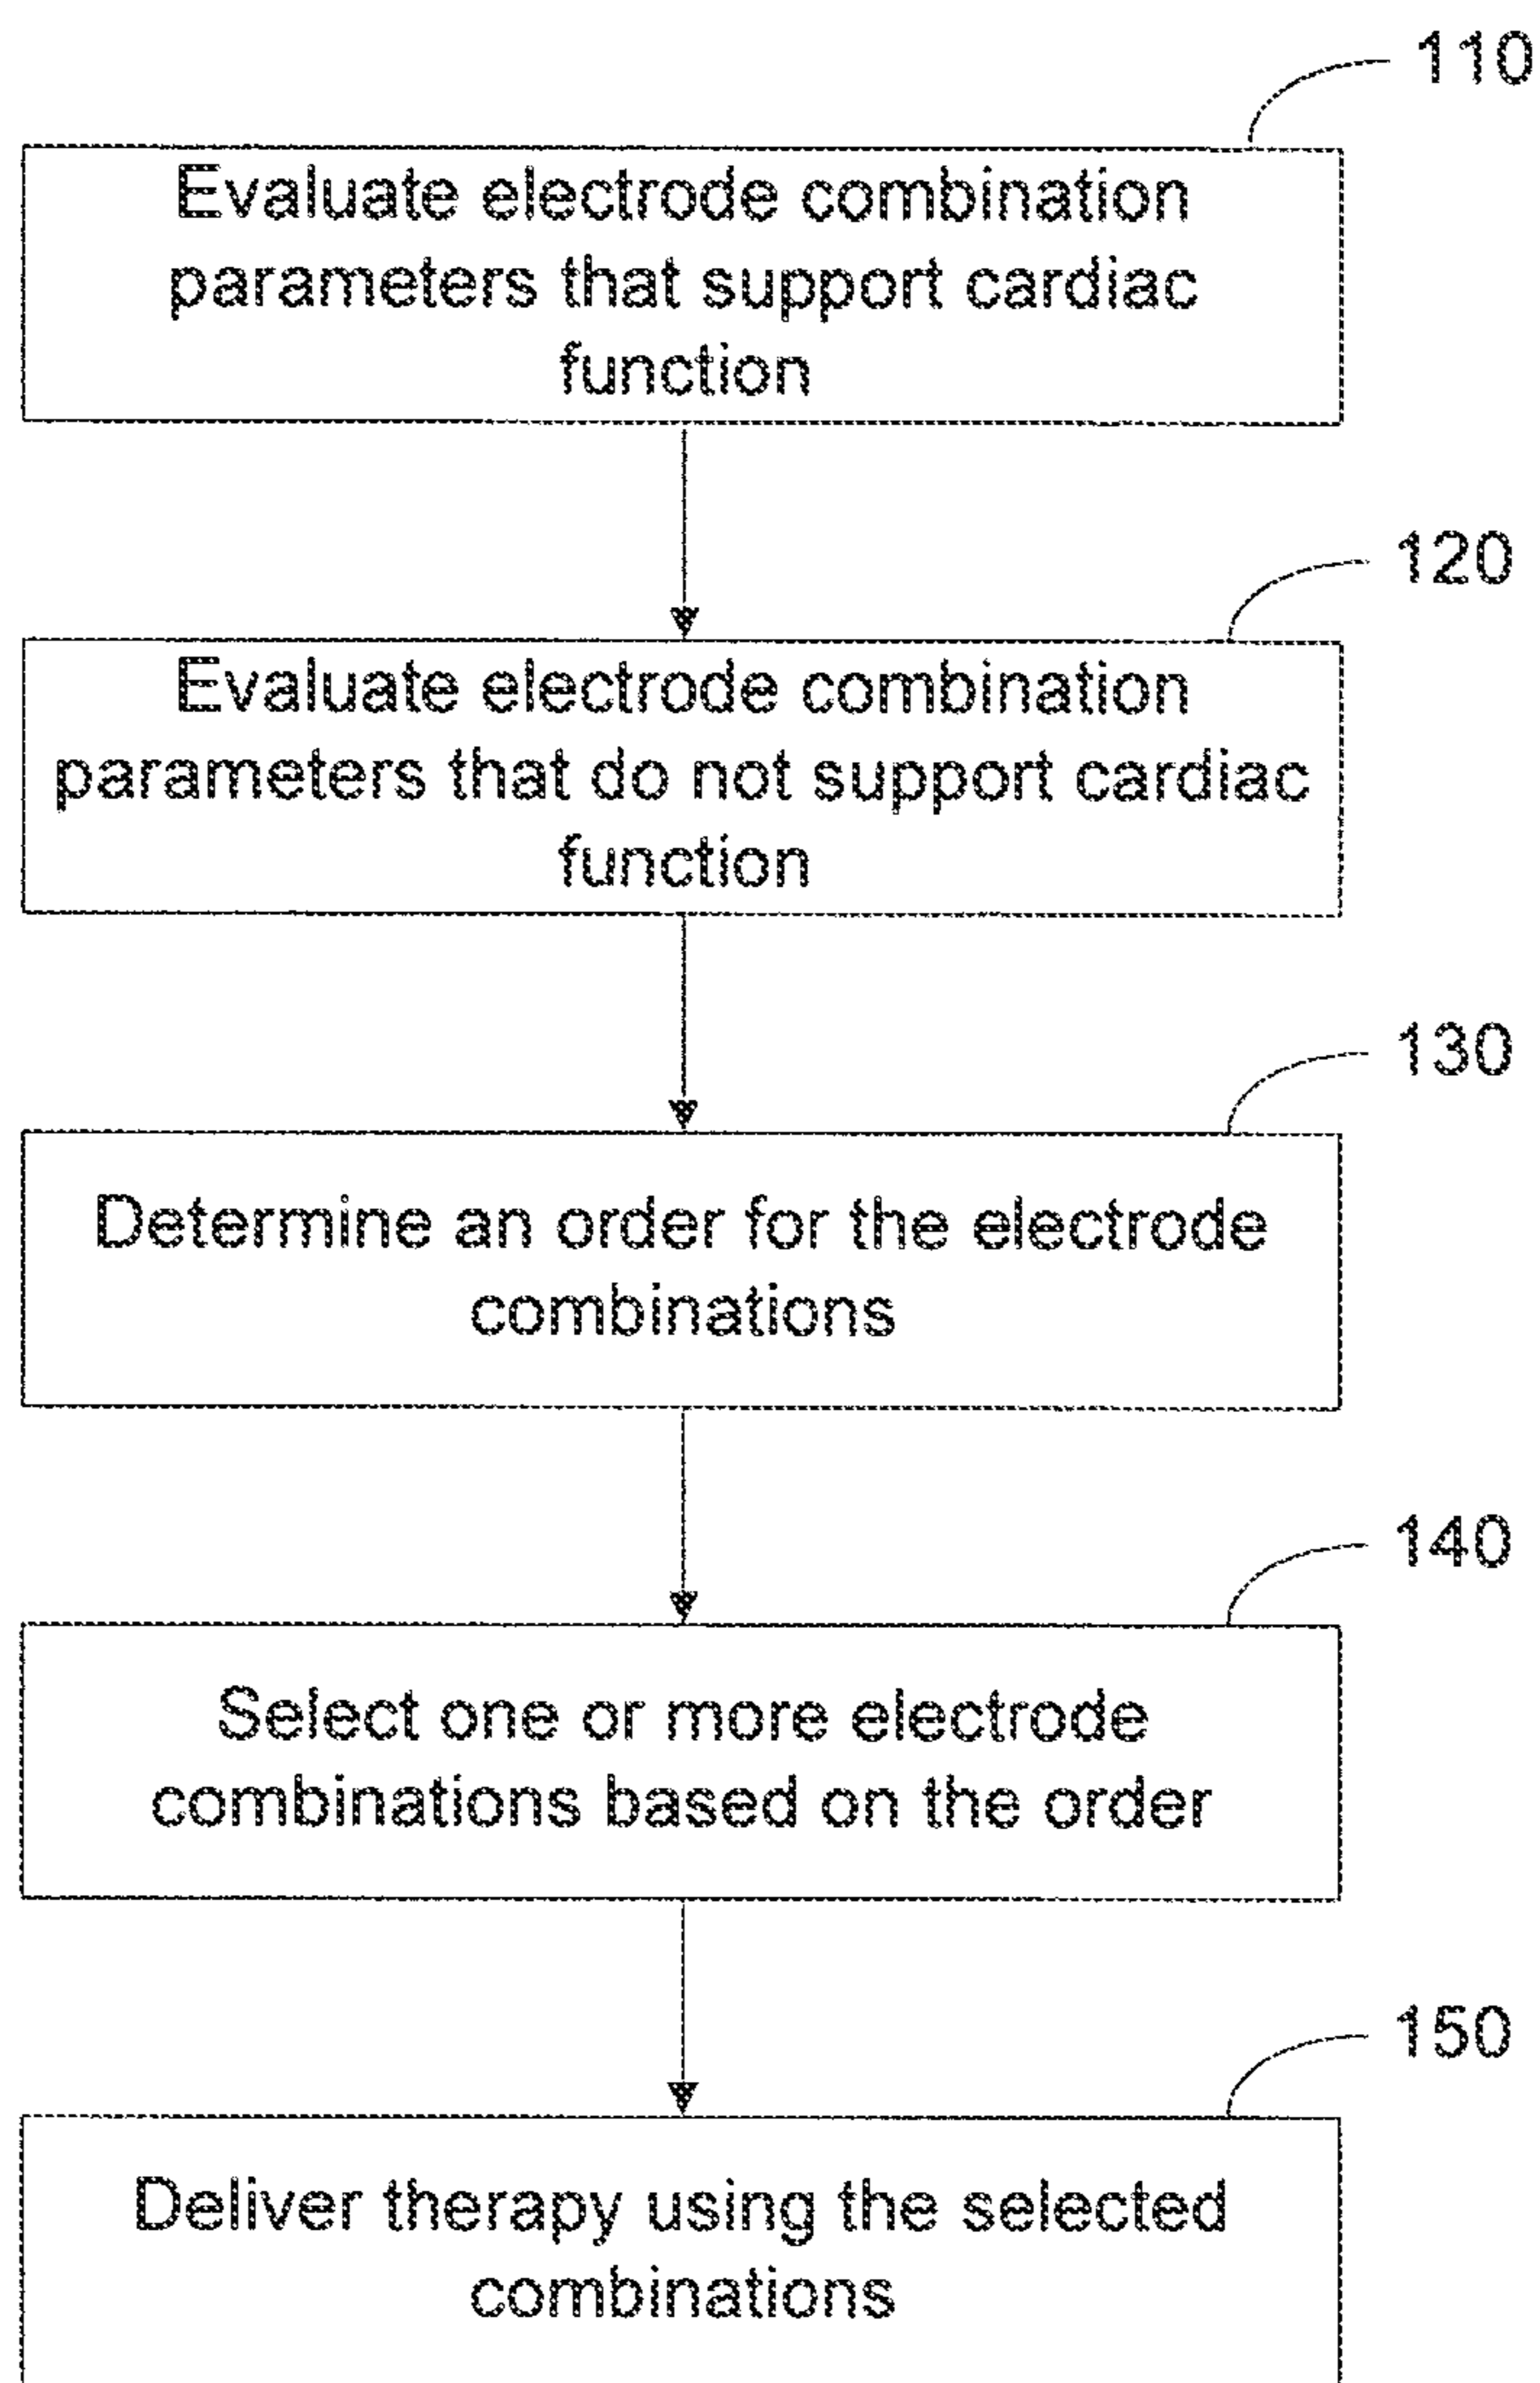 110
Evaluate electrode combination
parameters that support cardiac
function
120
Evaluate electrode combination
parameters that do not support cardiac
function
130
Determine an order for the electrode
combinations
140
Select one or more electrode
combinations based on the order
150
Deliver therapy using the selected
combinations